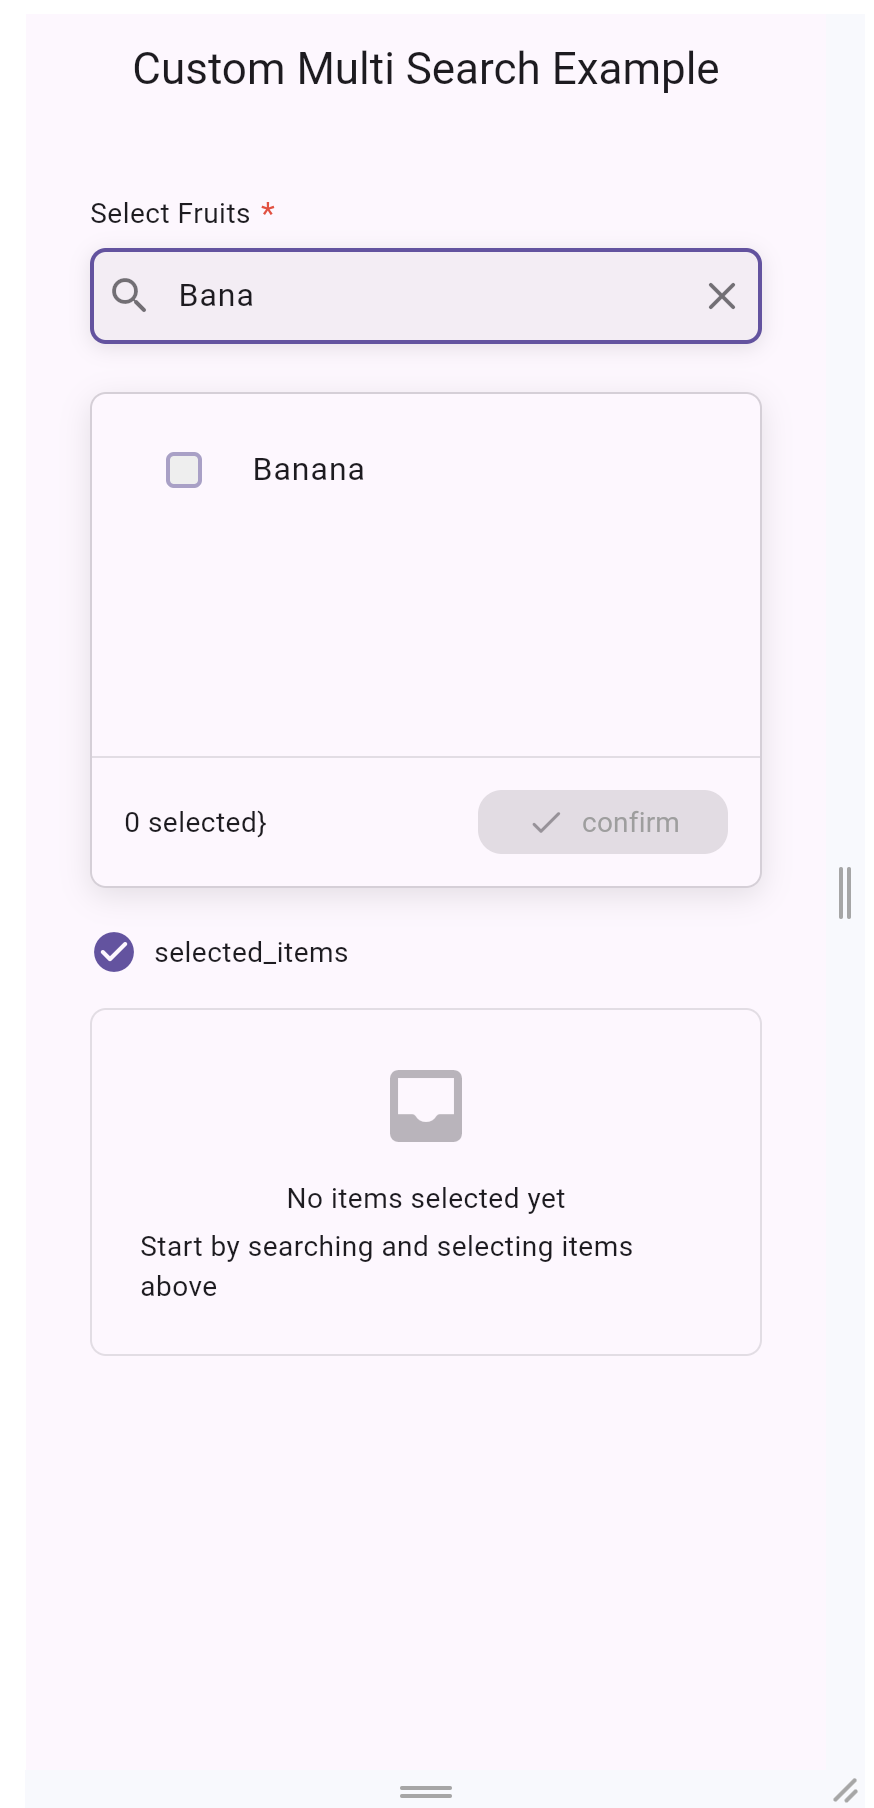 Custom Multi Search Example
Select Fruits *
Bana
Banana
0 selected}
confirm
selected_items
No items selected yet
Start by searching and selecting items
above